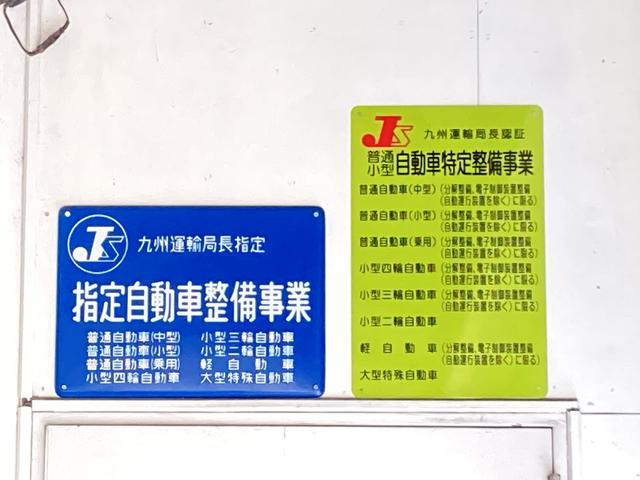 JS 九州運輸局長指定
指定自動車整備事業
普通自動車(中型) 小型三輪自動車
普通自動車(小型) 小型二輪自動車
普通自動車(乗用) 軽自動車
小型四輪自動車 大型特殊自動車
JS 九州運輸局長認証
普通
小型 自動車特定整備事業
普通自動車(中型) (分解整備、電子制御装置整備
(自動運行装置を除く)に限る)
普通自動車(小型) (分解整備、電子制御装置整備
(自動運行装置を除く)に限る)
普通自動車(乗用) (分解整備、電子制御装置整備
(自動運行装置を除く)に限る)
小型四輪自動車 (分解整備、電子制御装置整備
(自動運行装置を除く)に限る)
小型三輪自動車 (分解整備、電子制御装置整備
(自動運行装置を除く)に限る)
小型二輪自動車
軽自動車 (分解整備、電子制御装置整備
(自動運行装置を除く)に限る)
大型特殊自動車